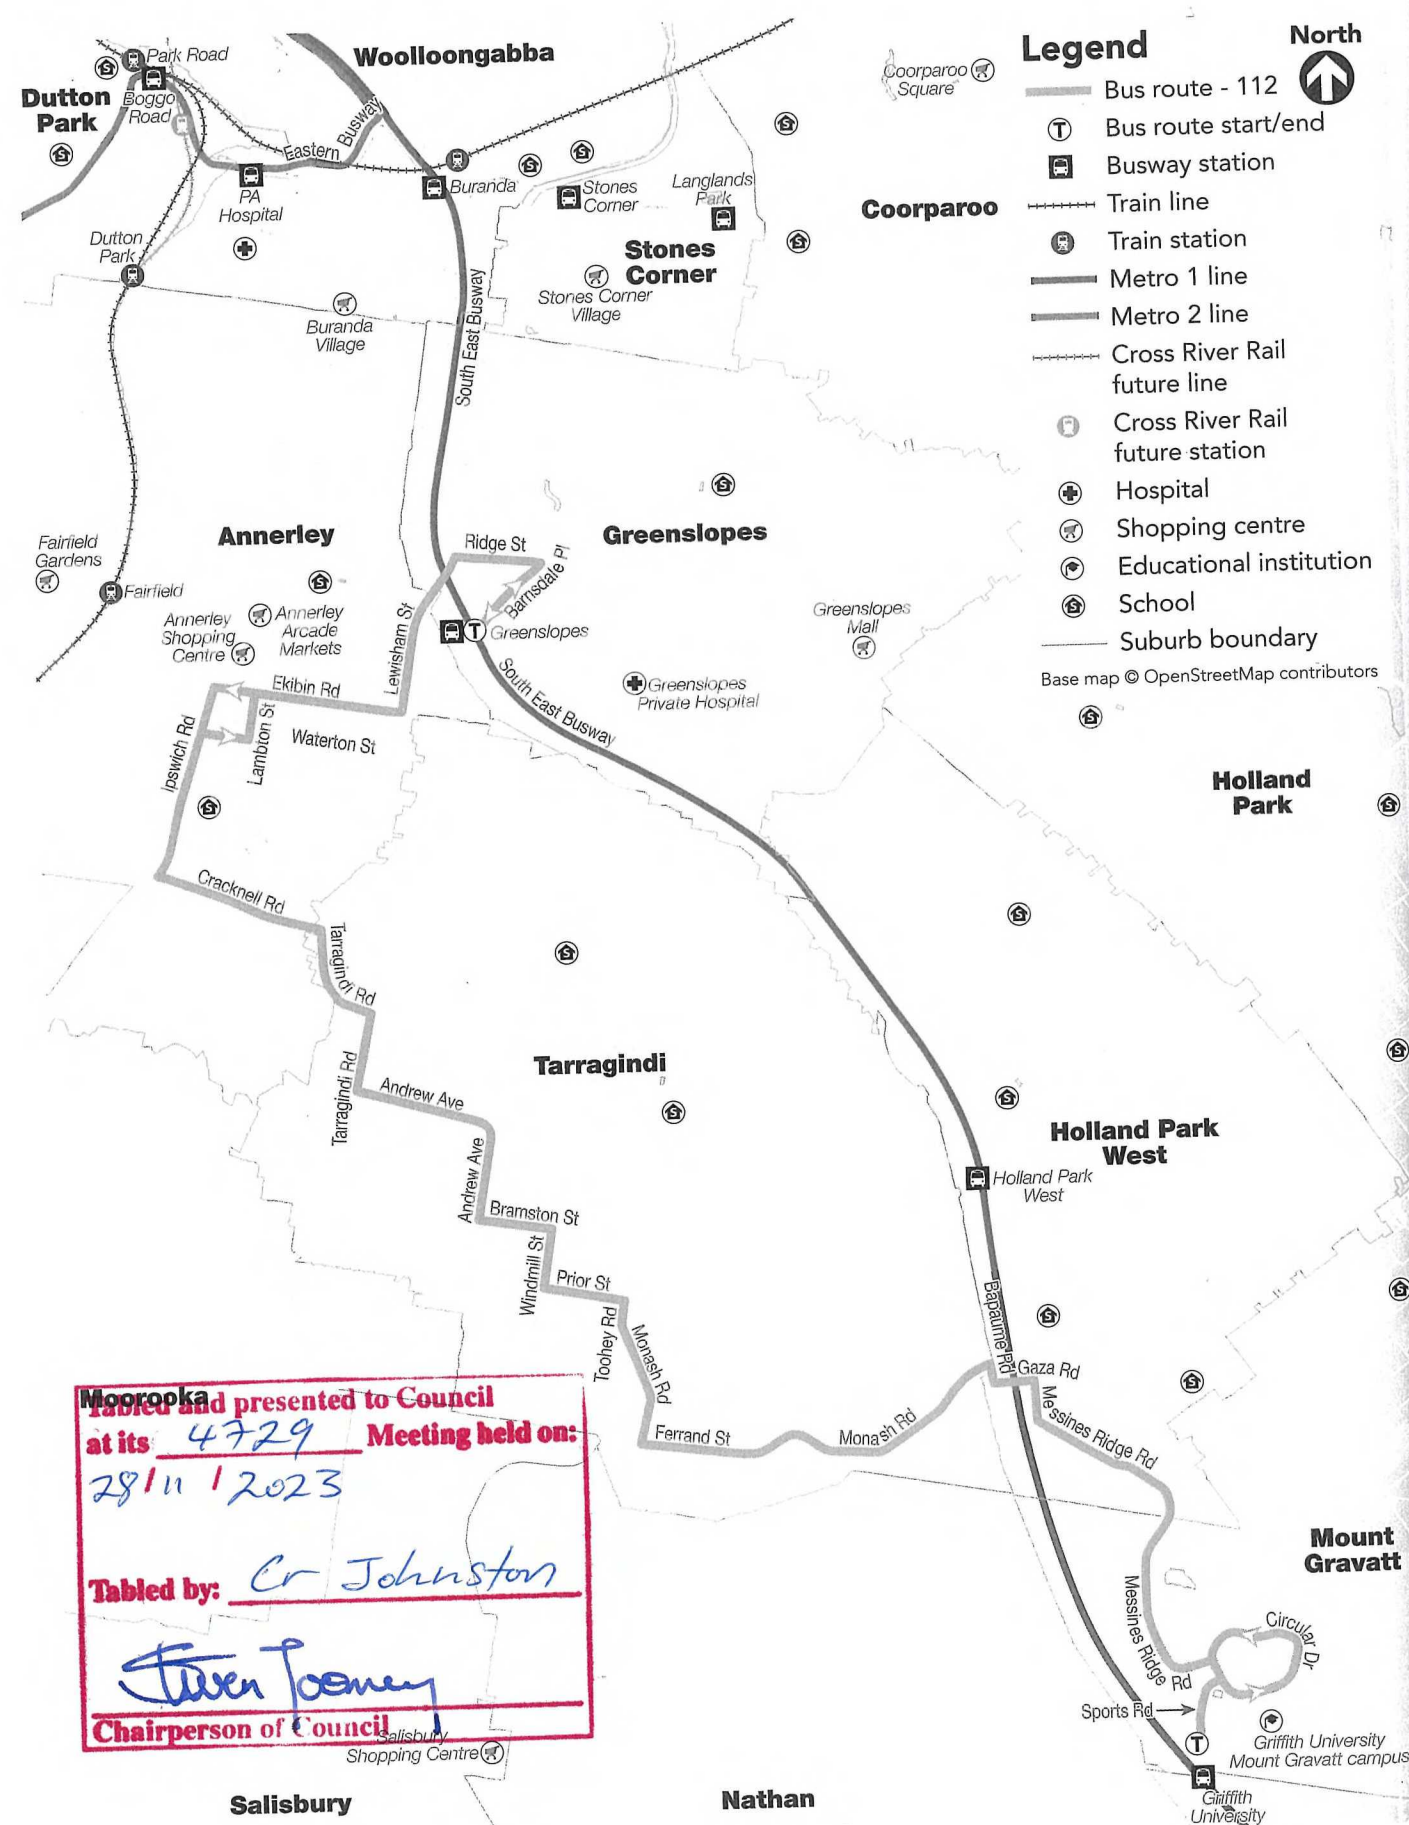 Woolloongabba
Park Road
Dutton
Park
Boggo
Road
Eastern
Busway
PA
Hospital
Buranda
Stones
Corner
Langlands
Park
Coorparoo
Square
Coorparoo
Dutton
Park
Stones
Corner
Stones Corner
Village
Buranda
Village
South East Busway
Legend
North
Bus route - 112
Bus route start/end
Busway station
Train line
Train station
Metro 1 line
Metro 2 line
Cross River Rail
future line
Cross River Rail
future station
Hospital
Shopping centre
Educational institution
School
Suburb boundary
Base map © OpenStreetMap contributors
Annerley
Greenslopes
Fairfield
Gardens
Fairfield
Ridge St
Barnsdale Pl
Annerley
Shopping
Centre
Annerley
Arcade
Markets
Lewisham St
Greenslopes
Greenslopes
Mall
Greenslopes
Private Hospital
South East Busway
Ekibin Rd
Ipswich Rd
Lambton St
Waterton St
Holland
Park
Cracknell Rd
Tarragindi Rd
Tarragindi
Tarragindi Rd
Andrew Ave
Andrew Ave
Holland Park
West
Holland Park
West
Bramston St
Windmill St
Prior St
Toohey Rd
Monash Rd
Bapaume Rd
Gaza Rd
Messines Ridge Rd
Ferrand St
Monash Rd
Moorooka
Tabled and presented to Council
at its 4729 Meeting held on:
28/11/2023
Tabled by: Cr Johnston
Steven Toomey
Chairperson of Council
Mount
Gravatt
Messines Ridge Rd
Circular Dr
Sports Rd
Griffith University
Mount Gravatt campus
Griffith
University
Salisbury
Shopping Centre
Salisbury
Nathan